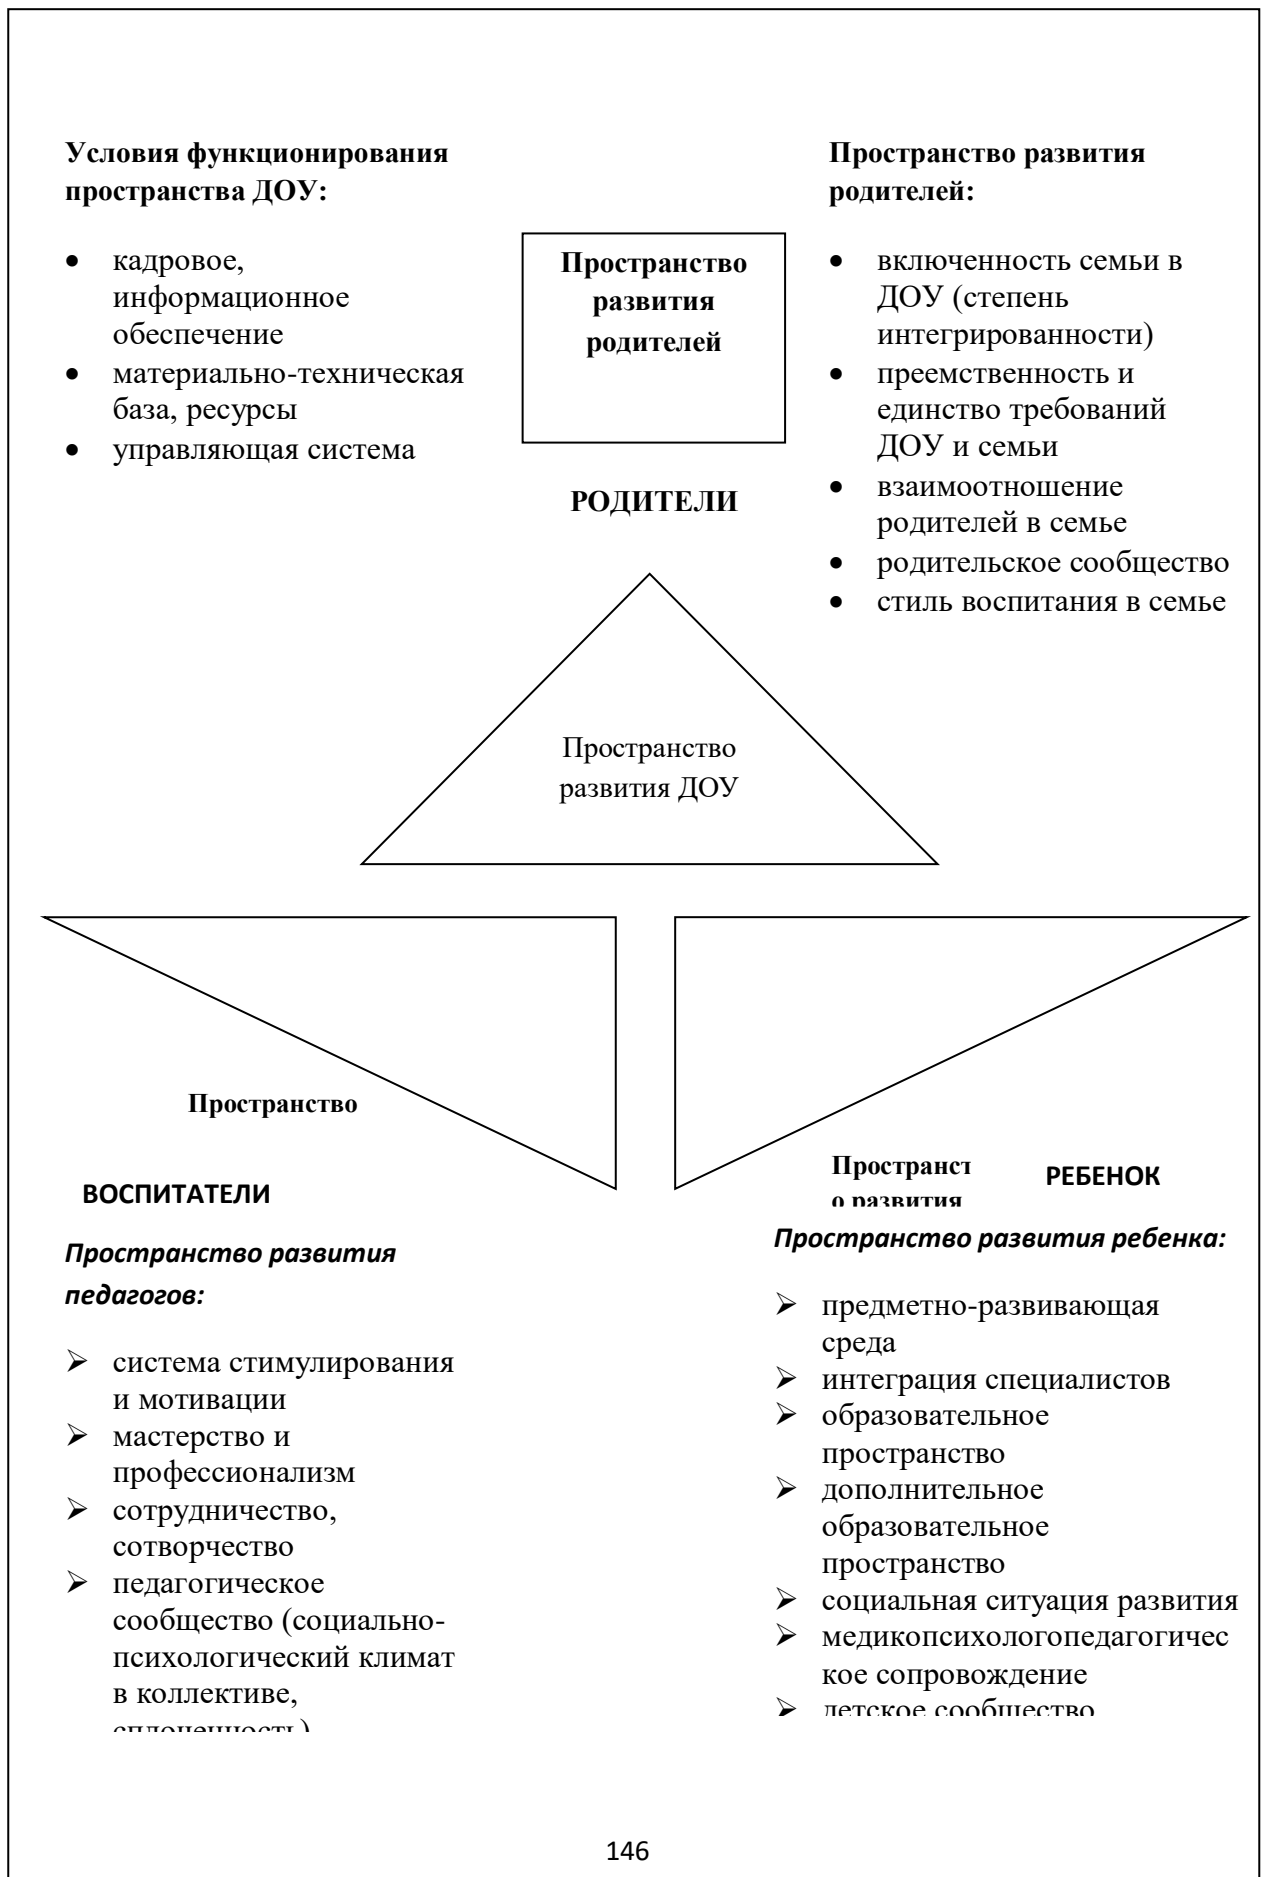 Условия функционирования
пространства ДОУ:
• кадровое,
информационное
обеспечение
• материально-техническая
база, ресурсы
• управляющая система
Пространство
развития
родителей
РОДИТЕЛИ
Пространство развития
родителей:
• включенность семьи в
ДОУ (степень
интегрированности)
• преемственность и
единство требований
ДОУ и семьи
• взаимоотношение
родителей в семье
• родительское сообщество
• стиль воспитания в семье
Пространство
развития ДОУ
Пространство
ВОСПИТАТЕЛИ
Пространство развития
педагогов:
➢ система стимулирования
и мотивации
➢ мастерство и
профессионализм
➢ сотрудничество,
сотворчество
➢ педагогическое
сообщество (социально-
психологический климат
в коллективе,
сплоченность)
Пространст
о развития
РЕБЕНОК
Пространство развития ребенка:
➢ предметно-развивающая
среда
➢ интеграция специалистов
➢ образовательное
пространство
➢ дополнительное
образовательное
пространство
➢ социальная ситуация развития
➢ медикопсихологопедагогичес
кое сопровождение
➢ детское сообщество
146